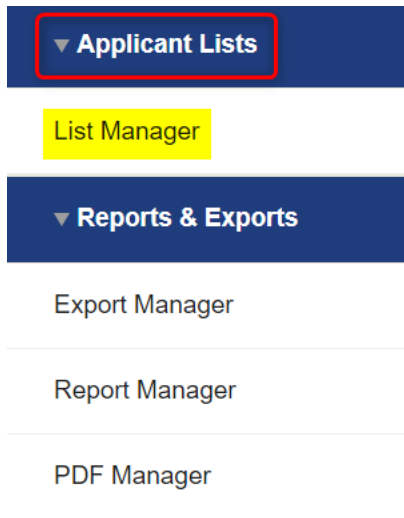 Applicant Lists
List Manager
Reports & Exports
Export Manager
Report Manager
PDF Manager